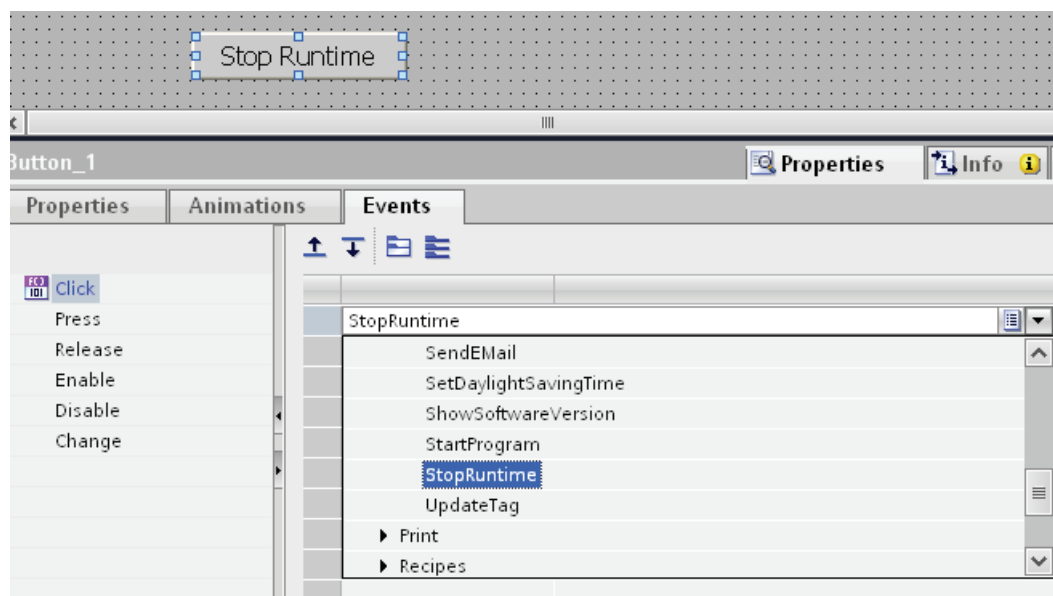 Stop Runtime
Button_1
Properties
Info
Properties
Animations
Events
Click
Press
Release
Enable
Disable
Change
StopRuntime
SendEMail
SetDaylightSavingTime
ShowSoftwareVersion
StartProgram
StopRuntime
UpdateTag
Print
Recipes